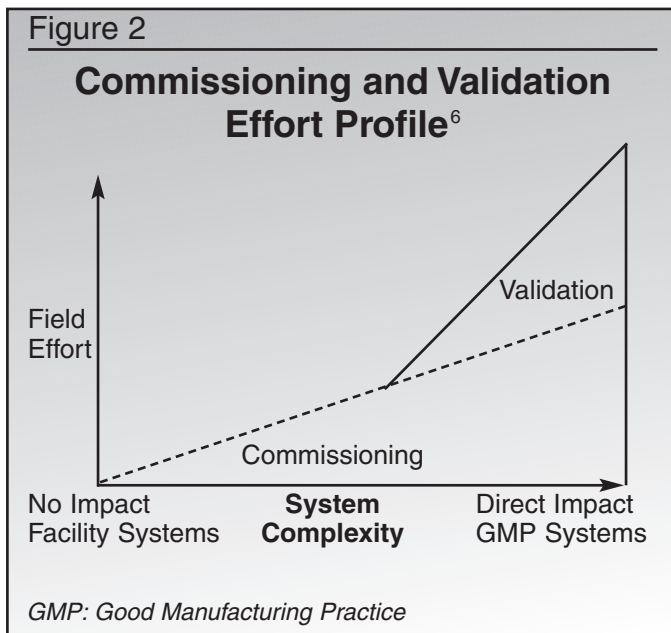 Figure 2
Commissioning and Validation
Effort Profile⁶
Field
Effort
Validation
Commissioning
No Impact
Facility Systems
System
Complexity
Direct Impact
GMP Systems
GMP: Good Manufacturing Practice